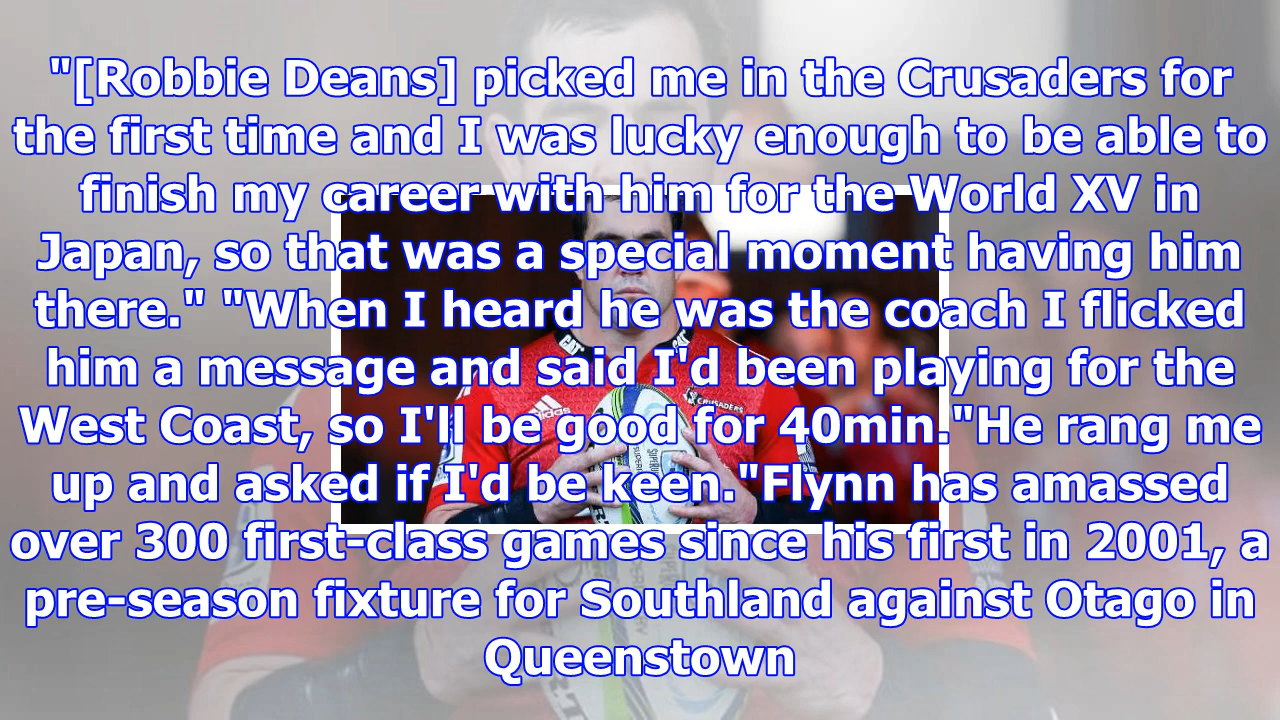 "[Robbie Deans] picked me in the Crusaders for
the first time and I was lucky enough to be able to
finish my career with him for the World XV in
Japan, so that was a special moment having him
there." "When I heard he was the coach I flicked
him a message and said I'd been playing for the
West Coast, so I'll be good for 40min."He rang me
up and asked if I'd be keen."Flynn has amassed
over 300 first-class games since his first in 2001, a
pre-season fixture for Southland against Otago in
Queenstown
CAT
adidas
CRUSADERS